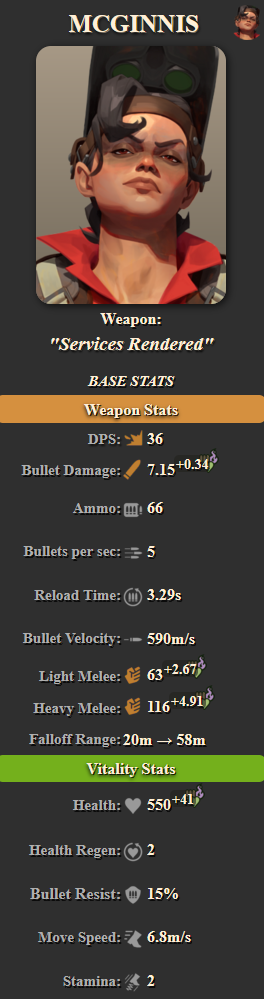 MCGINNIS
Weapon:
"Services Rendered"
BASE STATS
Weapon Stats
DPS: 36
Bullet Damage: 7.15+0.34
Ammo: 66
Bullets per sec: 5
Reload Time: 3.29s
Bullet Velocity: 590m/s
Light Melee: 63+2.67
Heavy Melee: 116+4.91
Falloff Range: 20m → 58m
Vitality Stats
Health: 550+41
Health Regen: 2
Bullet Resist: 15%
Move Speed: 6.8m/s
Stamina: 2